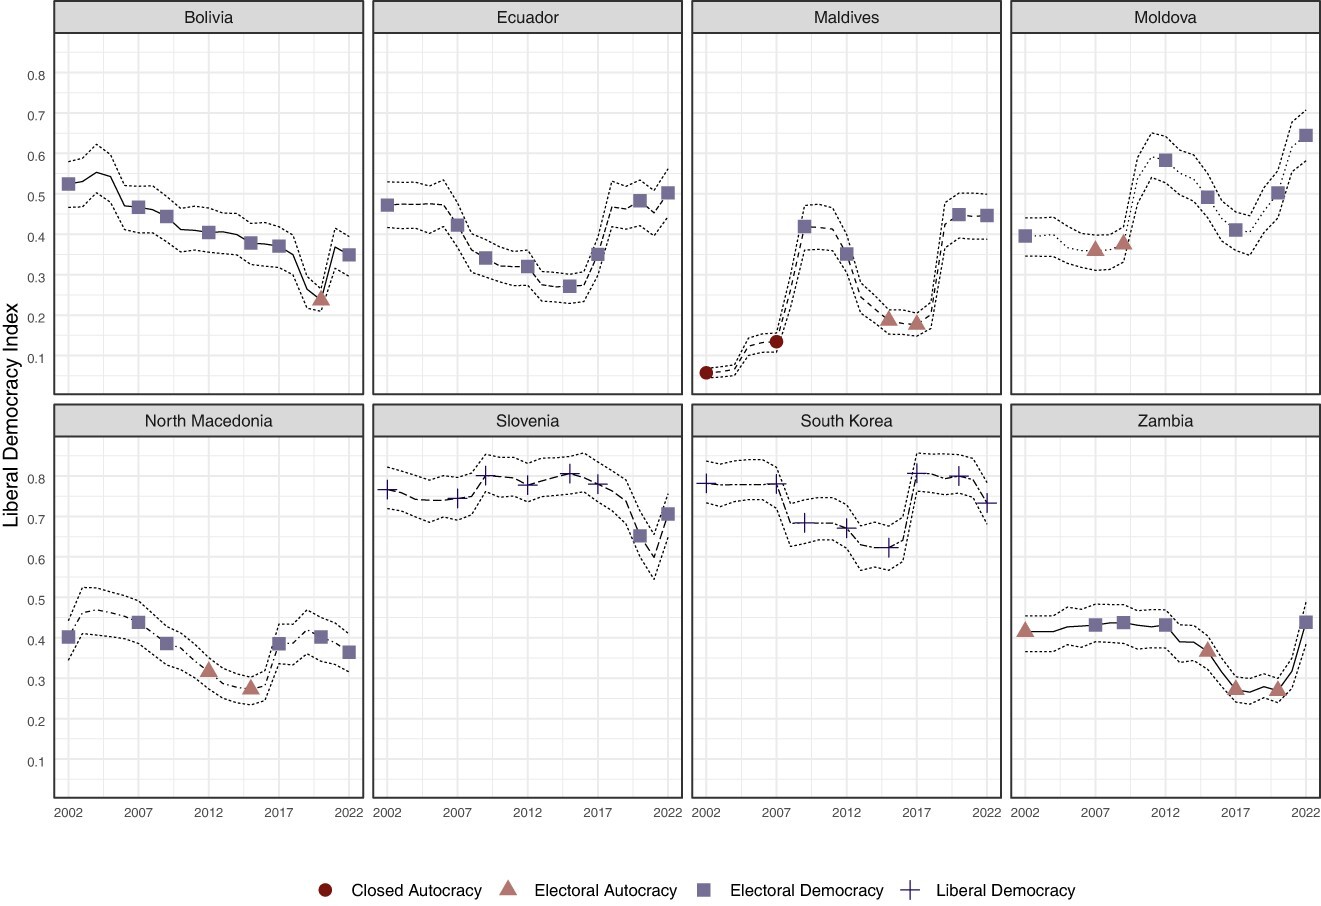 Bolivia
Ecuador
Maldives
Moldova
0.8
0.7
0.6
0.5
0.4
0.3
0.2
0.1
Liberal Democracy Index
North Macedonia
Slovenia
South Korea
Zambia
0.8
0.7
0.6
0.5
0.4
0.3
0.2
0.1
2002 2007 2012 2017 2022
2002 2007 2012 2017 2022
2002 2007 2012 2017 2022
2002 2007 2012 2017 2022
Closed Autocracy Electoral Autocracy Electoral Democracy Liberal Democracy